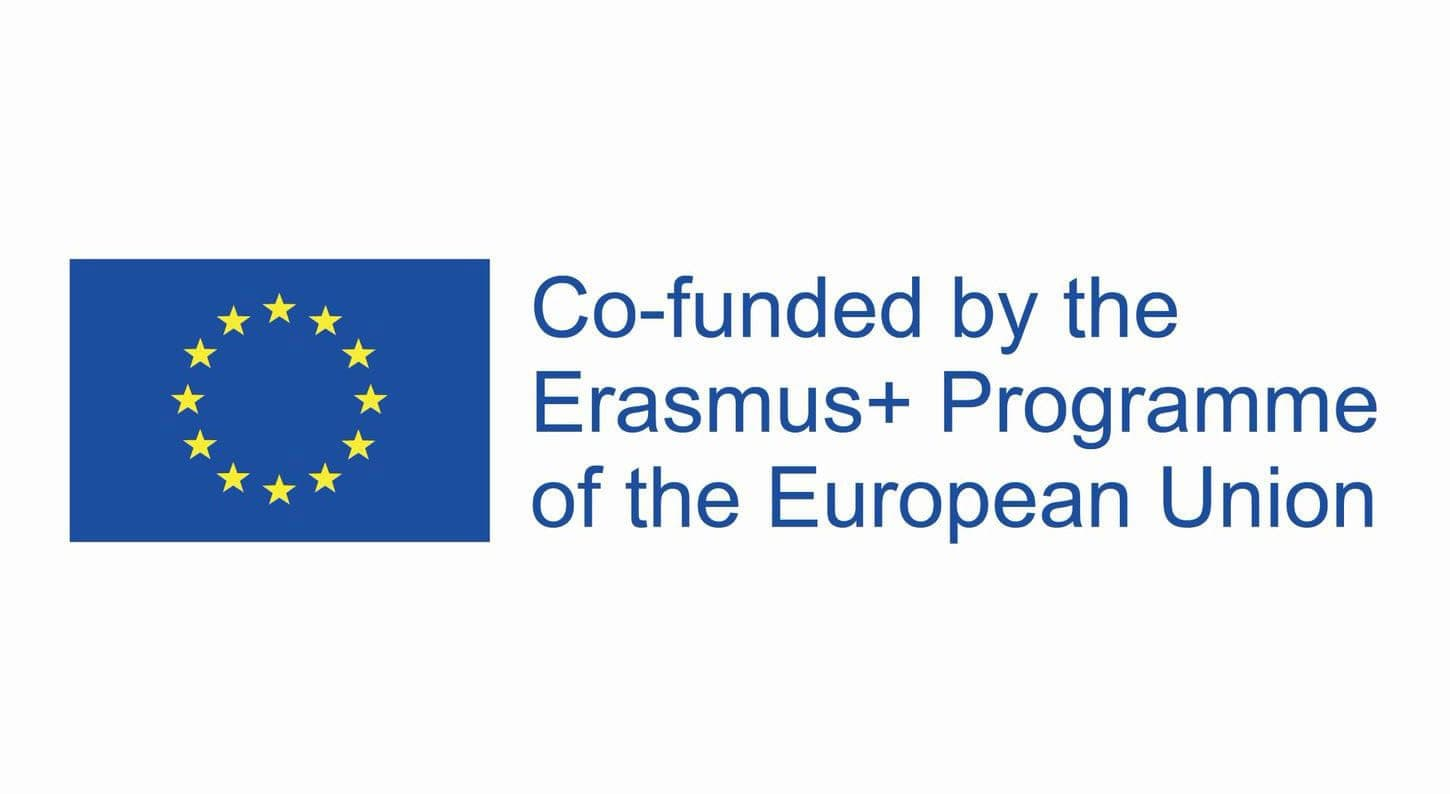 Co-funded by the
Erasmus+ Programme
of the European Union